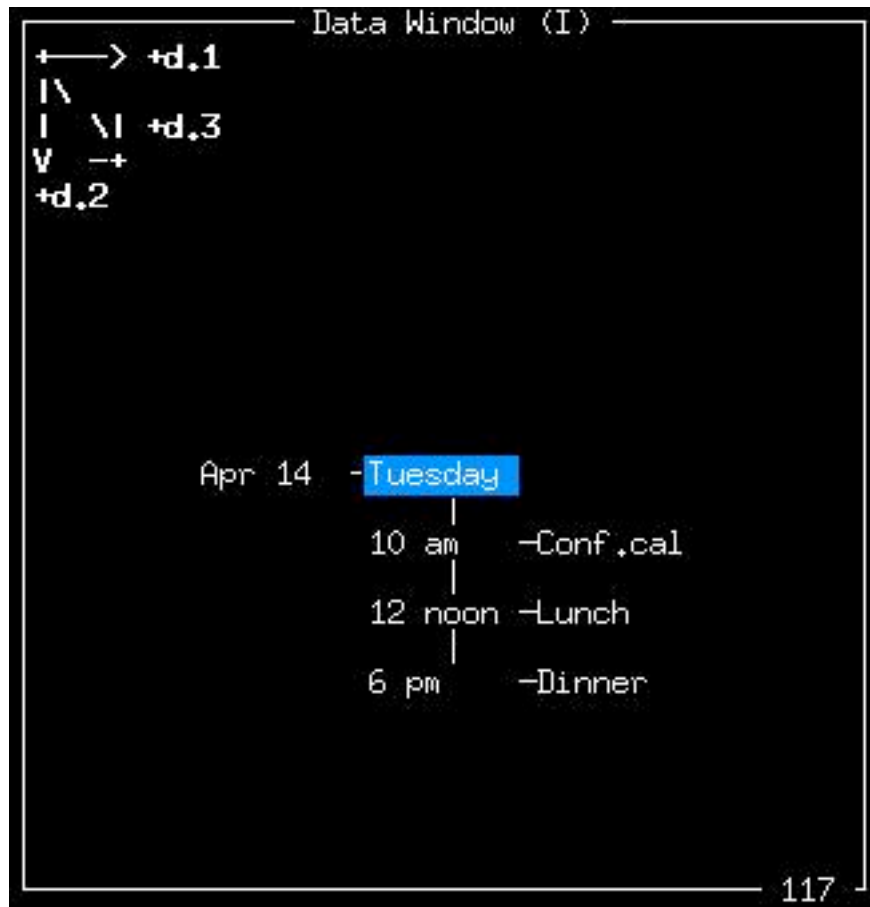 Data Window (I)
+——> +d.1
|\
| \| +d.3
V -+
+d.2
Apr 14 -Tuesday
|
10 am -Conf.cal
|
12 noon -Lunch
|
6 pm -Dinner
117